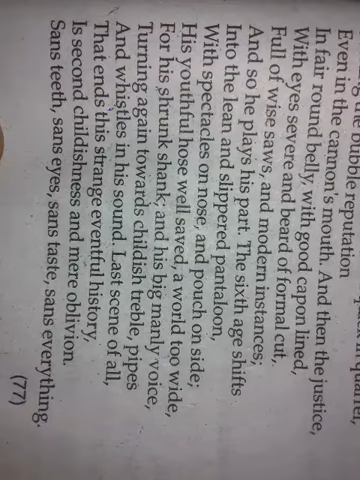 the bubble reputation
Even in the cannon's mouth. And then the justice,
In fair round belly, with good capon lined,
With eyes severe and beard of formal cut,
Full of wise saws, and modern instances;
And so he plays his part. The sixth age shifts
Into the lean and slippered pantaloon,
With spectacles on nose, and pouch on side;
His youthful hose well saved, a world too wide,
For his shrunk shank; and his big manly voice,
Turning again towards childish treble, pipes
And whistles in his sound. Last scene of all,
That ends this strange eventful history,
Is second childishness and mere oblivion.
Sans teeth, sans eyes, sans taste, sans everything.
(77)